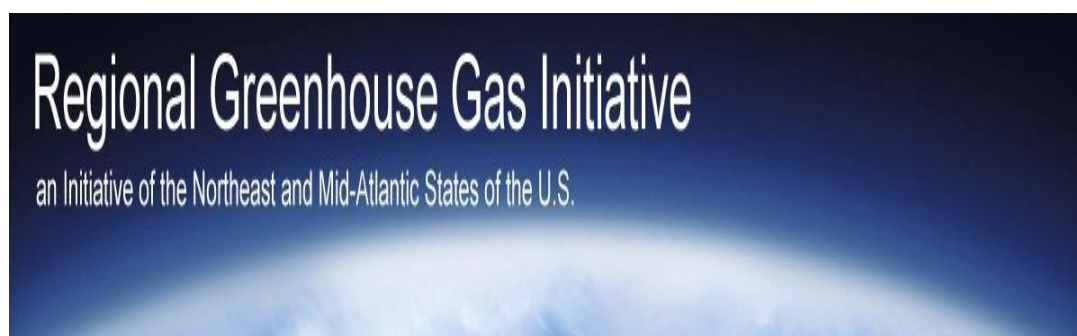 Regional Greenhouse Gas Initiative
an Initiative of the Northeast and Mid-Atlantic States of the U.S.